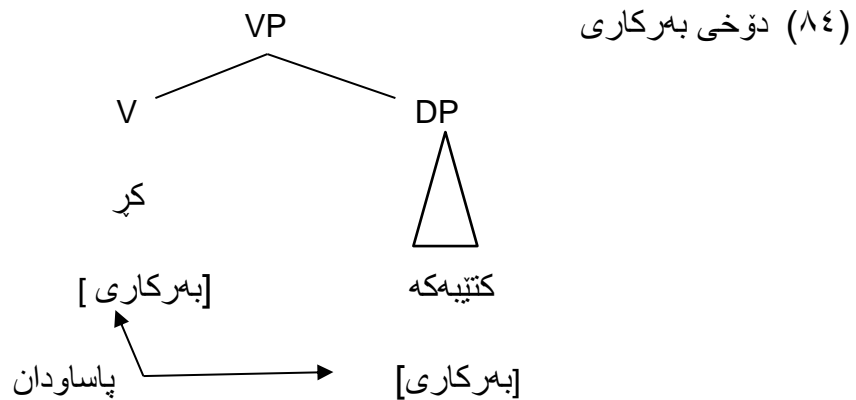 (٨٤) دۆخی بەرکاری
VP
V DP
کڕ
کتێبەکە
[بەرکاری ]
[بەرکاری]
پاساودان